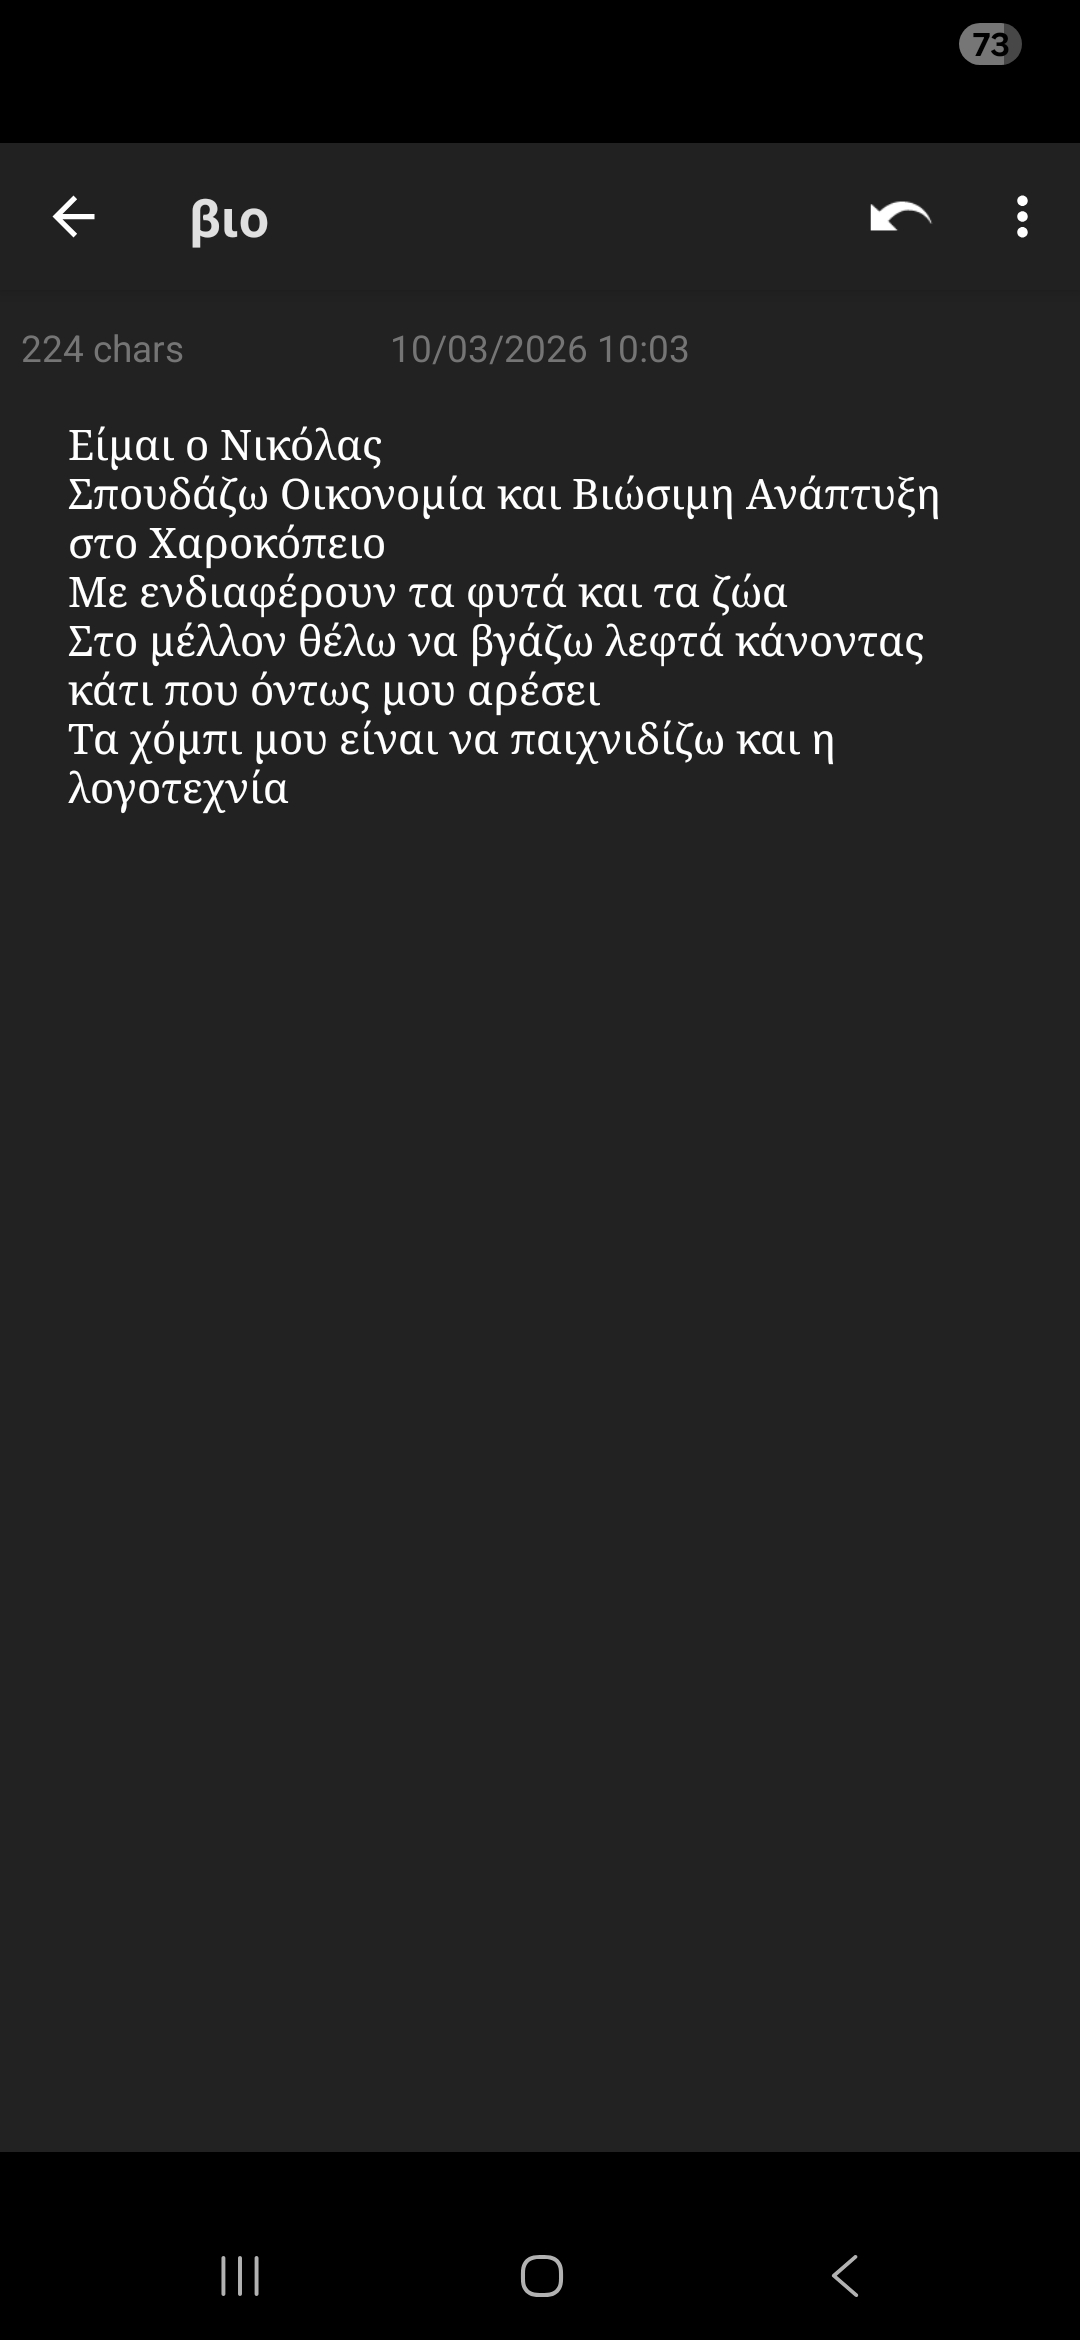 73
βιο
224 chars 10/03/2026 10:03
Είμαι ο Νικόλας
Σπουδάζω Οικονομία και Βιώσιμη Ανάπτυξη
στο Χαροκόπειο
Με ενδιαφέρουν τα φυτά και τα ζώα
Στο μέλλον θέλω να βγάζω λεφτά κάνοντας
κάτι που όντως μου αρέσει
Τα χόμπι μου είναι να παιχνιδίζω και η
λογοτεχνία